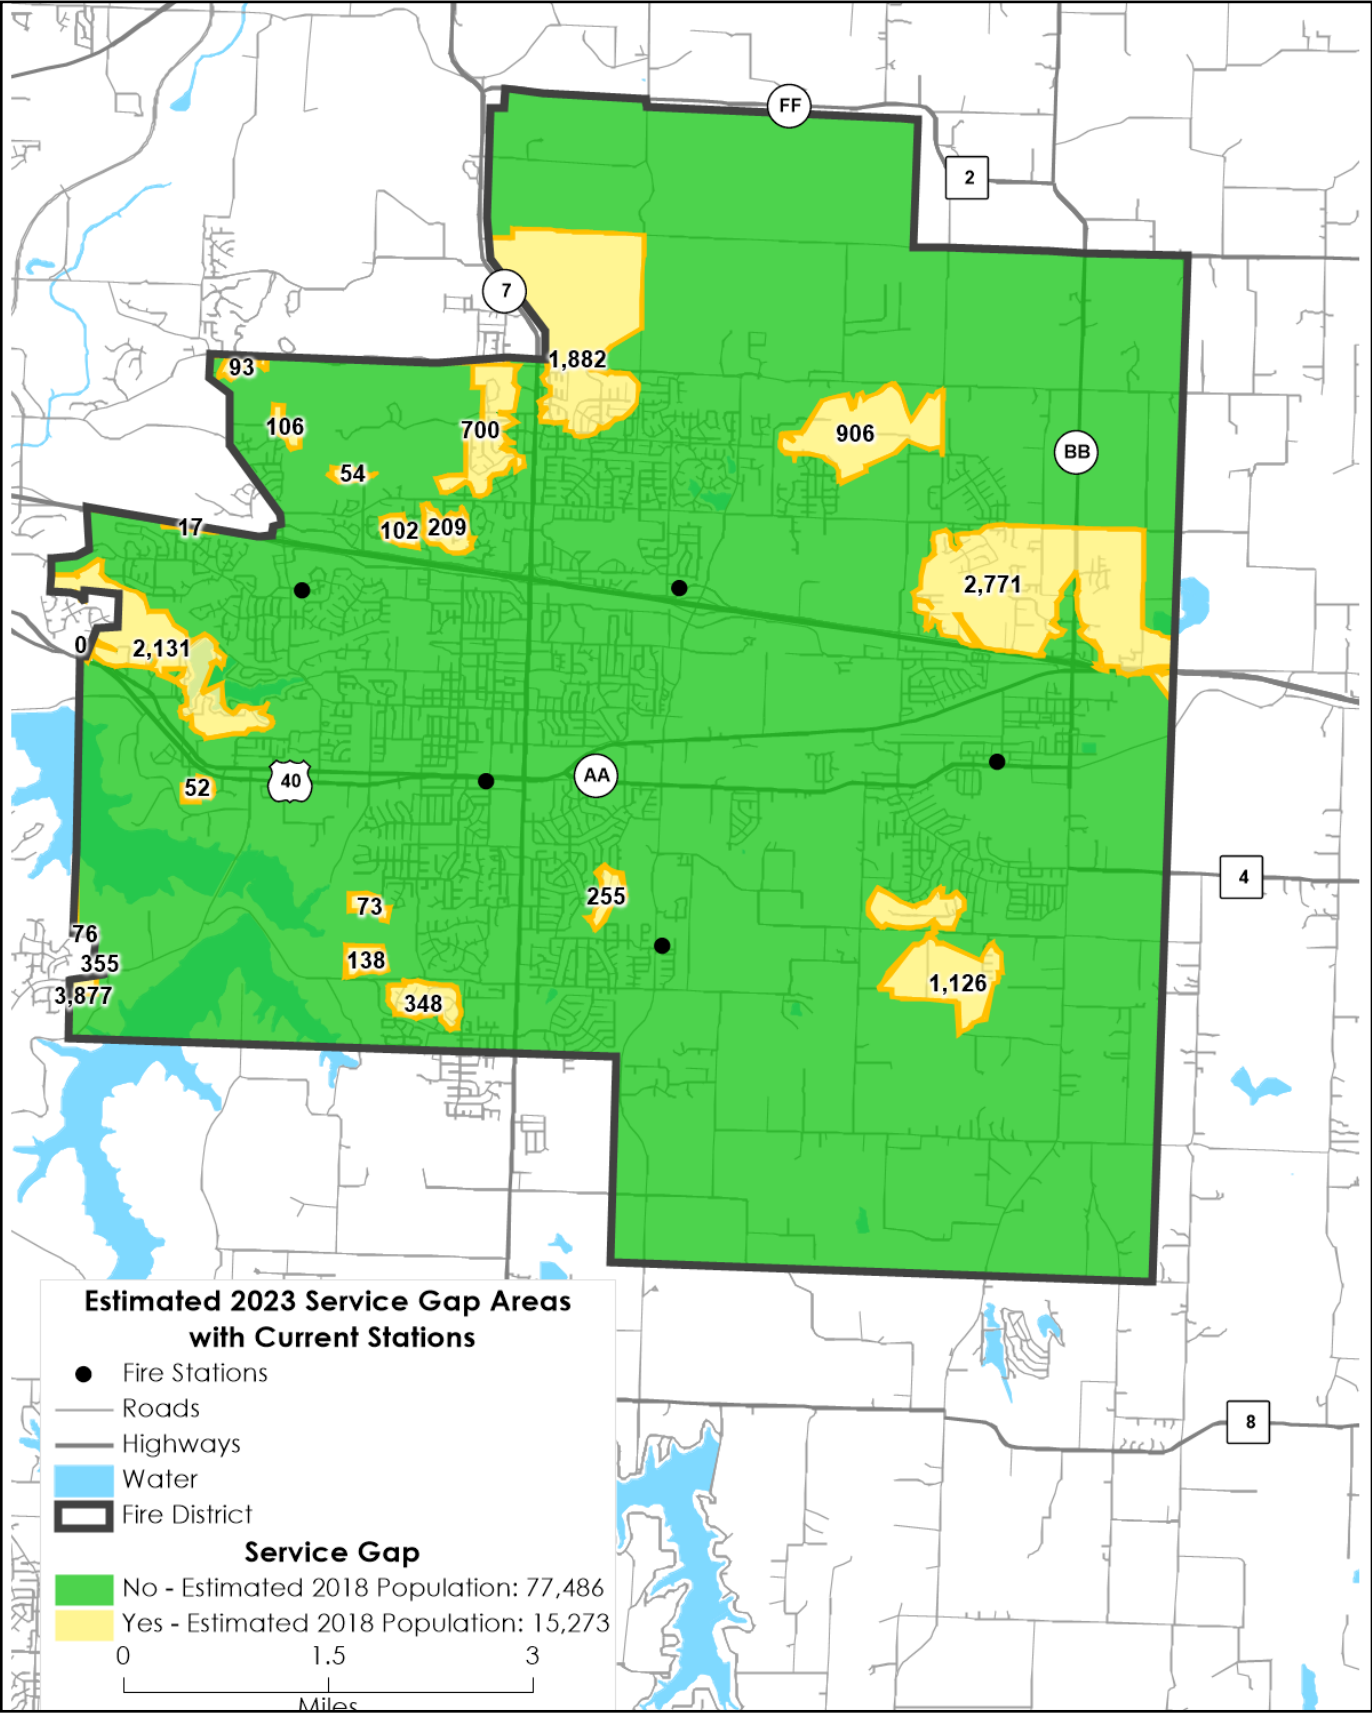 FF
2
7
93
1,882
106
700
906
54
BB
17
102
209
2,771
0
2,131
52
40
AA
4
73
255
76
138
355
1,126
3,877
348
Estimated 2023 Service Gap Areas
with Current Stations
Fire Stations
Roads
Highways
Water
Fire District
8
Service Gap
No - Estimated 2018 Population: 77,486
Yes - Estimated 2018 Population: 15,273
0 1.5 3
Miles